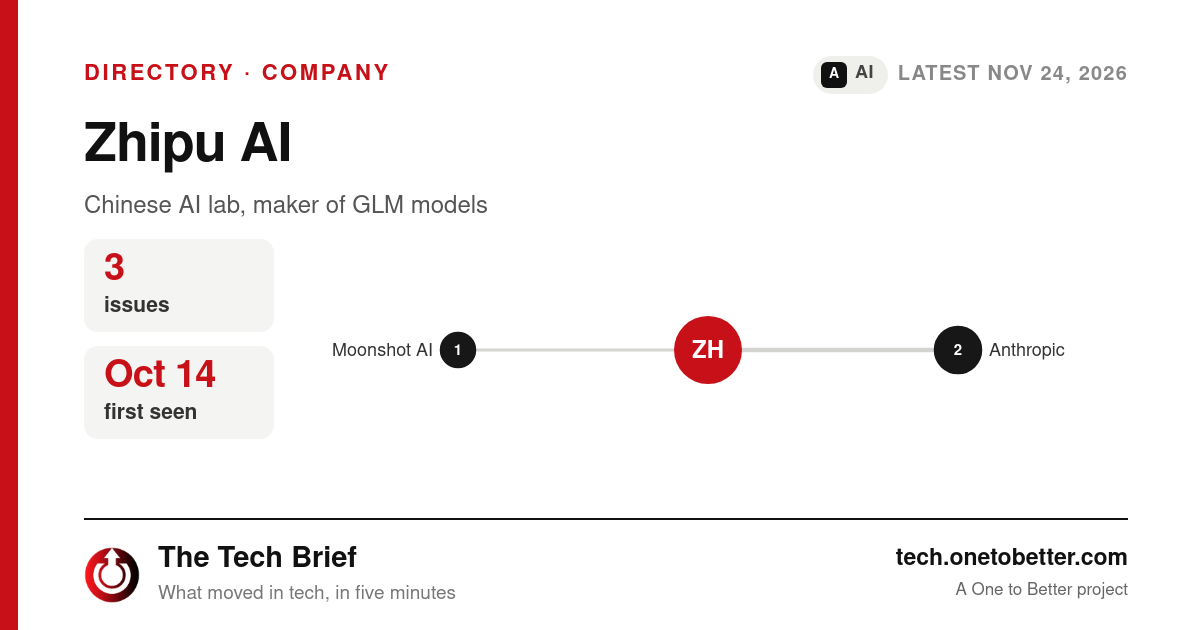 DIRECTORY · COMPANY
A AI LATEST NOV 24, 2026
Zhipu AI
Chinese AI lab, maker of GLM models
3
issues
Oct 14
first seen
Moonshot AI 1 ZH 2 Anthropic
The Tech Brief
What moved in tech, in five minutes
tech.onetobetter.com
A One to Better project